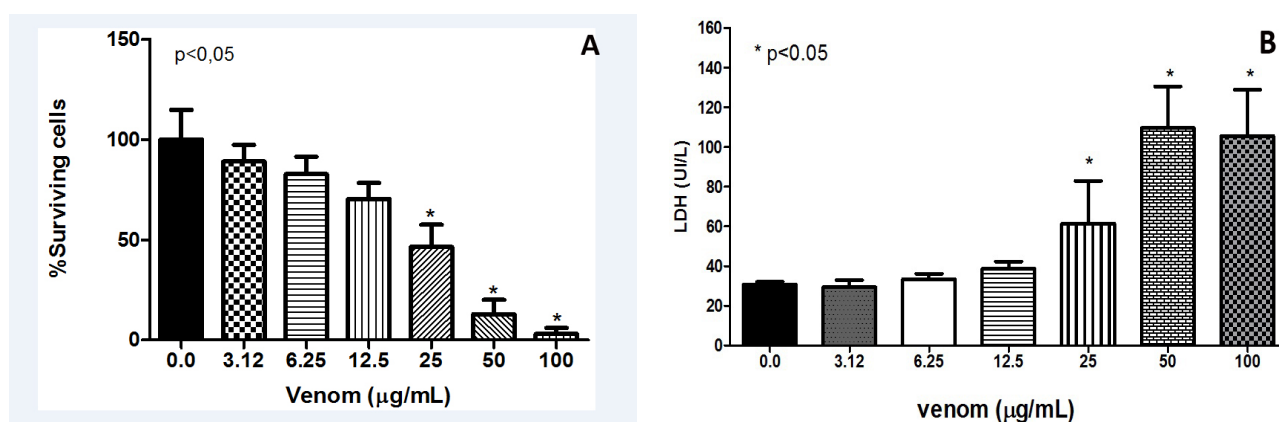 A
p<0,05
%Surviving cells
150
100
50
0
*
*
*
0.0 3.12 6.25 12.5 25 50 100
Venom (μg/mL)
B
* p<0.05
LDH (UI/L)
160
140
120
100
80
60
40
20
0
*
*
*
0.0 3.12 6.25 12.5 25 50 100
venom (μg/mL)